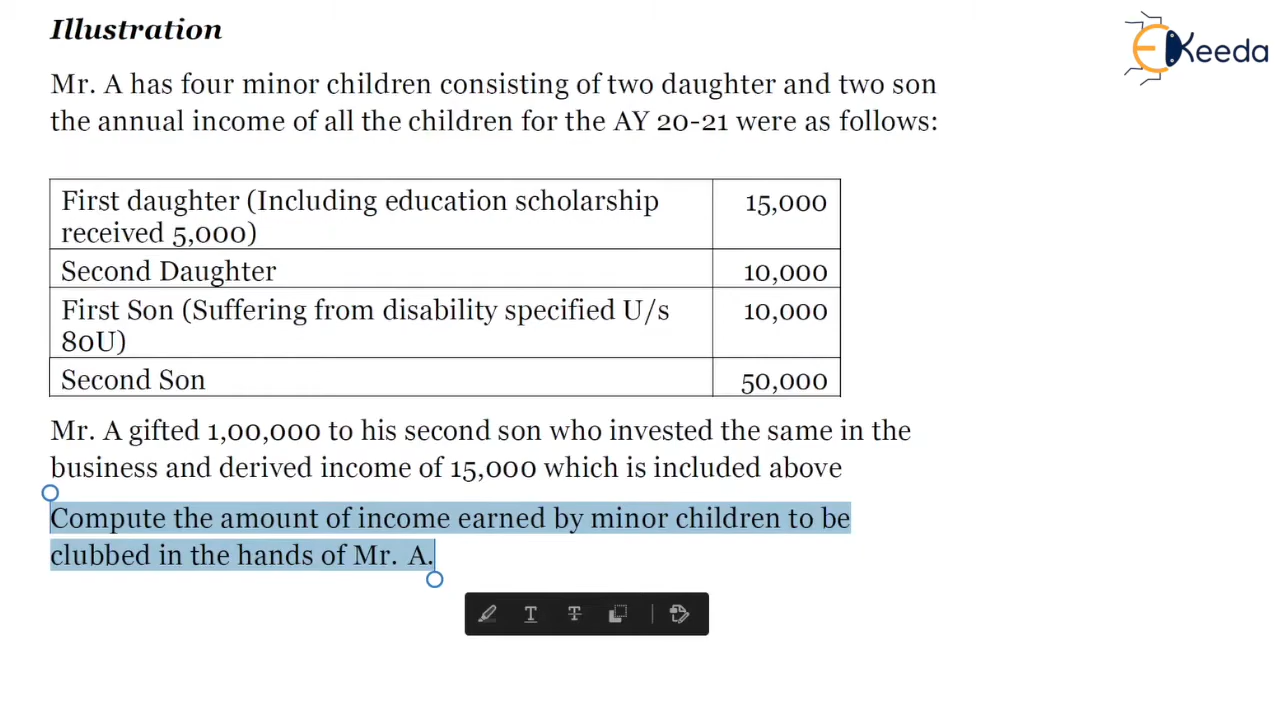 Illustration
EKeeda
Mr. A has four minor children consisting of two daughter and two son
the annual income of all the children for the AY 20-21 were as follows:
First daughter (Including education scholarship
received 5,000)
15,000
Second Daughter
10,000
First Son (Suffering from disability specified U/s
80U)
10,000
Second Son
50,000
Mr. A gifted 1,00,000 to his second son who invested the same in the
business and derived income of 15,000 which is included above
Compute the amount of income earned by minor children to be
clubbed in the hands of Mr. A.